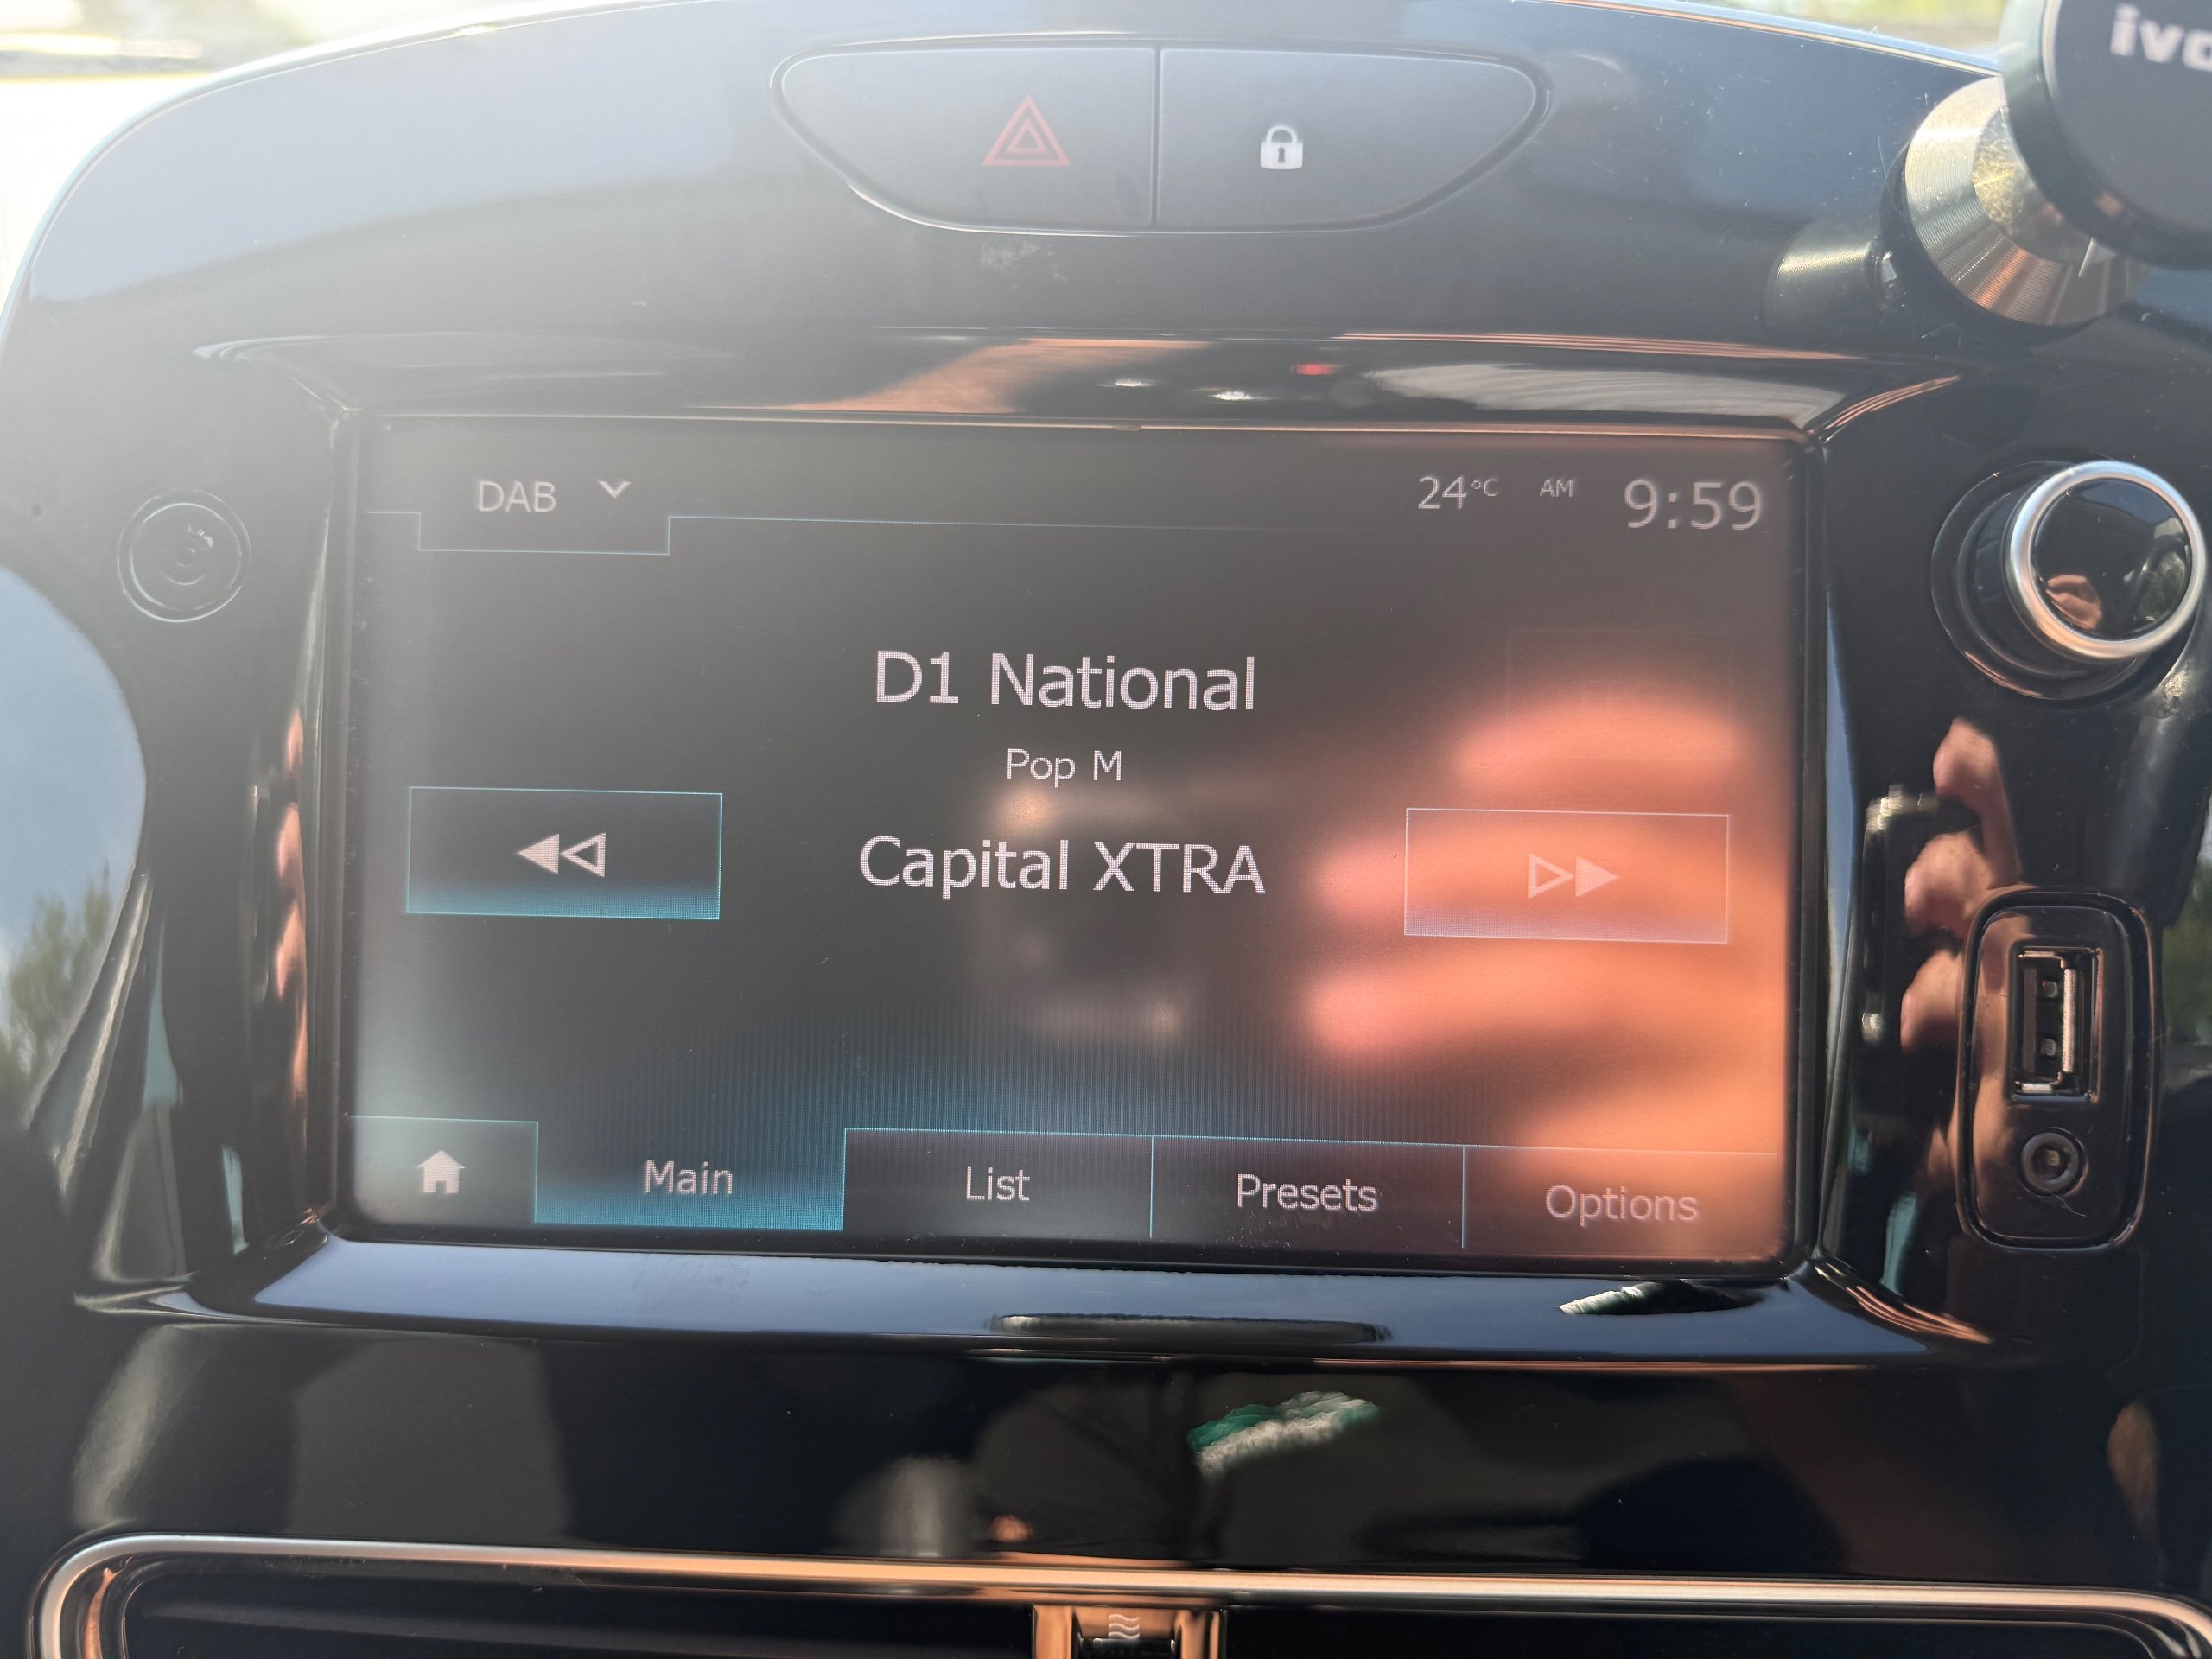 DAB
24°C AM 9:59
D1 National
Pop M
Capital XTRA
Main List Presets Options